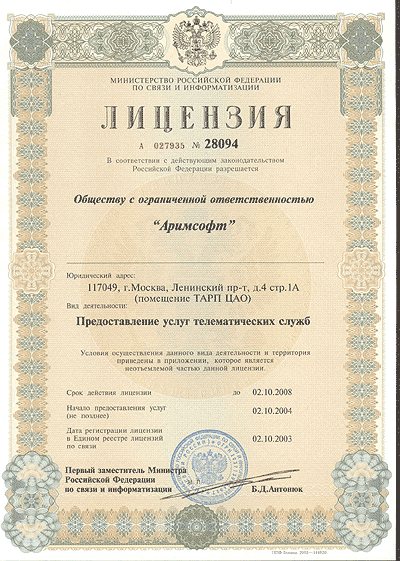 МИНИСТЕРСТВО РОССИЙСКОЙ ФЕДЕРАЦИИ
ПО СВЯЗИ И ИНФОРМАТИЗАЦИИ
ЛИЦЕНЗИЯ
А 027935 № 28094
В соответствии с действующим законодательством
Российской Федерации разрешается
Обществу с ограниченной ответственностью
“Аримсофт”
Юридический адрес:
117049, г.Москва, Ленинский пр-т, д.4 стр.1А
(помещение ТАРП ЦАО)
Вид деятельности:
Предоставление услуг телематических служб
Условия осуществления данного вида деятельности и территория
приведены в приложении, которое является
неотъемлемой частью данной лицензии.
Срок действия лицензии до 02.10.2008
Начало предоставления услуг
(не позднее) 02.10.2004
Дата регистрации лицензии
в Едином реестре лицензий
по связи 02.10.2003
Первый заместитель Министра
Российской Федерации
по связи и информатизации Б.Д.Антонюк
М.П.